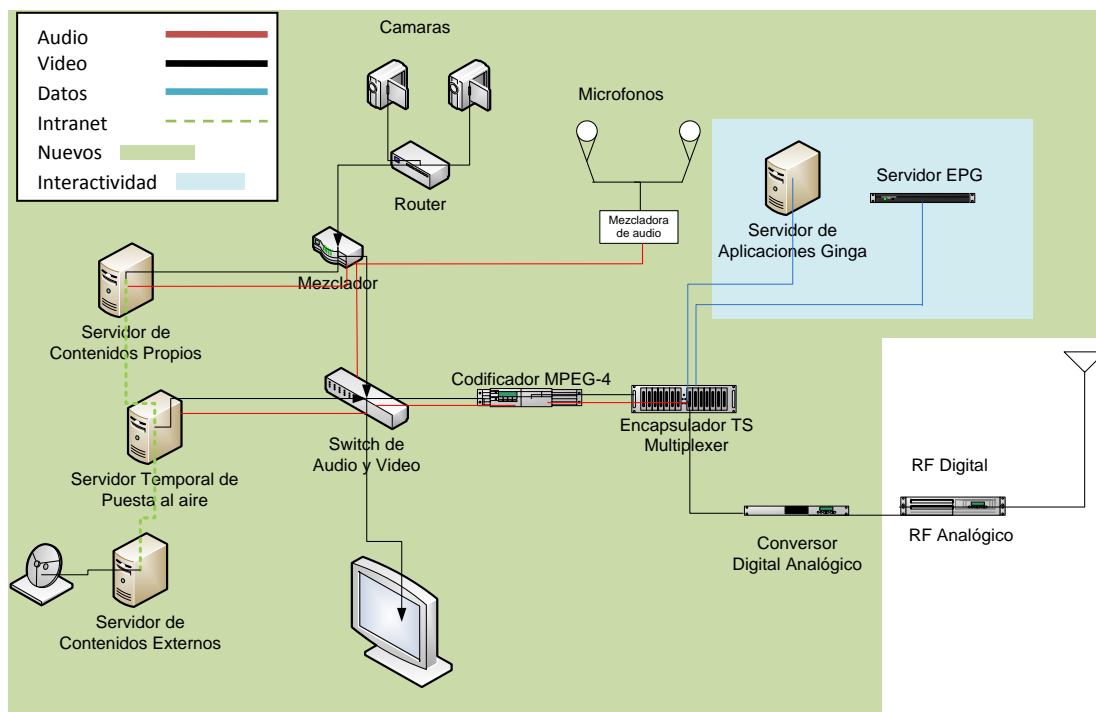 Audio
Video
Datos
Intranet
Nuevos
Interactividad
Camaras
Router
Microfonos
Mezcladora
de audio
Servidor de
Aplicaciones Ginga
Servidor EPG
Mezclador
Servidor de
Contenidos Propios
Switch de
Audio y Video
Codificador MPEG-4
Encapsulador TS
Multiplexer
Servidor Temporal de
Puesta al aire
Servidor de
Contenidos Externos
Conversor
Digital Analógico
RF Digital
RF Analógico